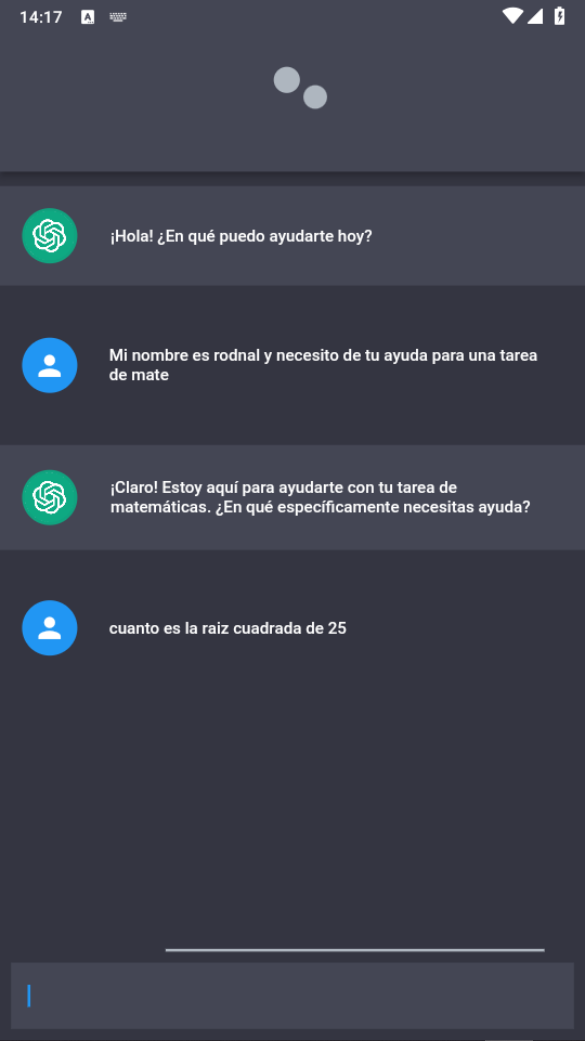 14:17
¡Hola! ¿En qué puedo ayudarte hoy?
Mi nombre es rodnal y necesito de tu ayuda para una tarea
de mate
¡Claro! Estoy aquí para ayudarte con tu tarea de
matemáticas. ¿En qué específicamente necesitas ayuda?
cuanto es la raiz cuadrada de 25